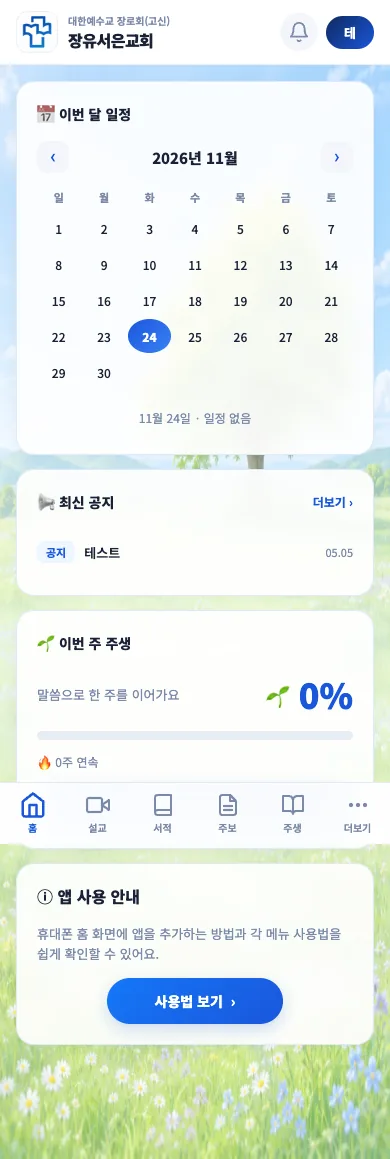 대한예수교 장로회(고신)
장유서은교회
테
이번 달 일정
‹ 2026년 11월 ›
일 월 화 수 목 금 토
1 2 3 4 5 6 7
8 9 10 11 12 13 14
15 16 17 18 19 20 21
22 23 24 25 26 27 28
29 30
11월 24일 · 일정 없음
최신 공지 더보기 ›
공지 테스트 05.05
이번 주 주생
말씀으로 한 주를 이어가요 0%
0주 연속
홈 설교 서적 주보 주생 더보기
앱 사용 안내
휴대폰 홈 화면에 앱을 추가하는 방법과 각 메뉴 사용법을
쉽게 확인할 수 있어요.
사용법 보기 ›